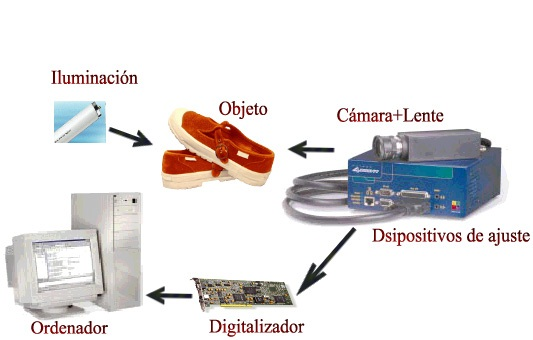 Iluminación
Objeto
Cámara+Lente
Dsipositivos de ajuste
Ordenador
Digitalizador